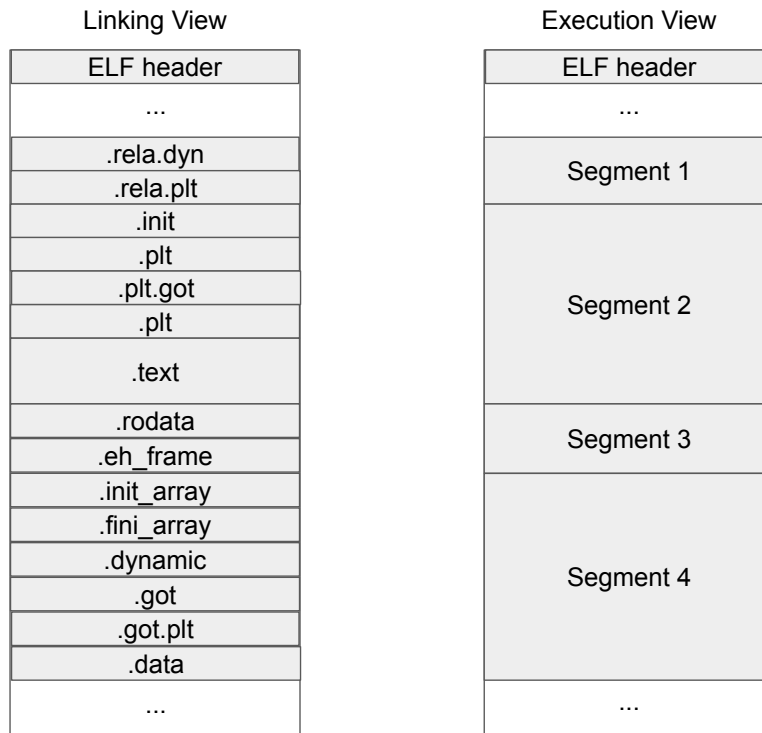 Linking View
ELF header
...
.rela.dyn
.rela.plt
.init
.plt
.plt.got
.plt
.text
.rodata
.eh_frame
.init_array
.fini_array
.dynamic
.got
.got.plt
.data
...
Execution View
ELF header
...
Segment 1
Segment 2
Segment 3
Segment 4
...